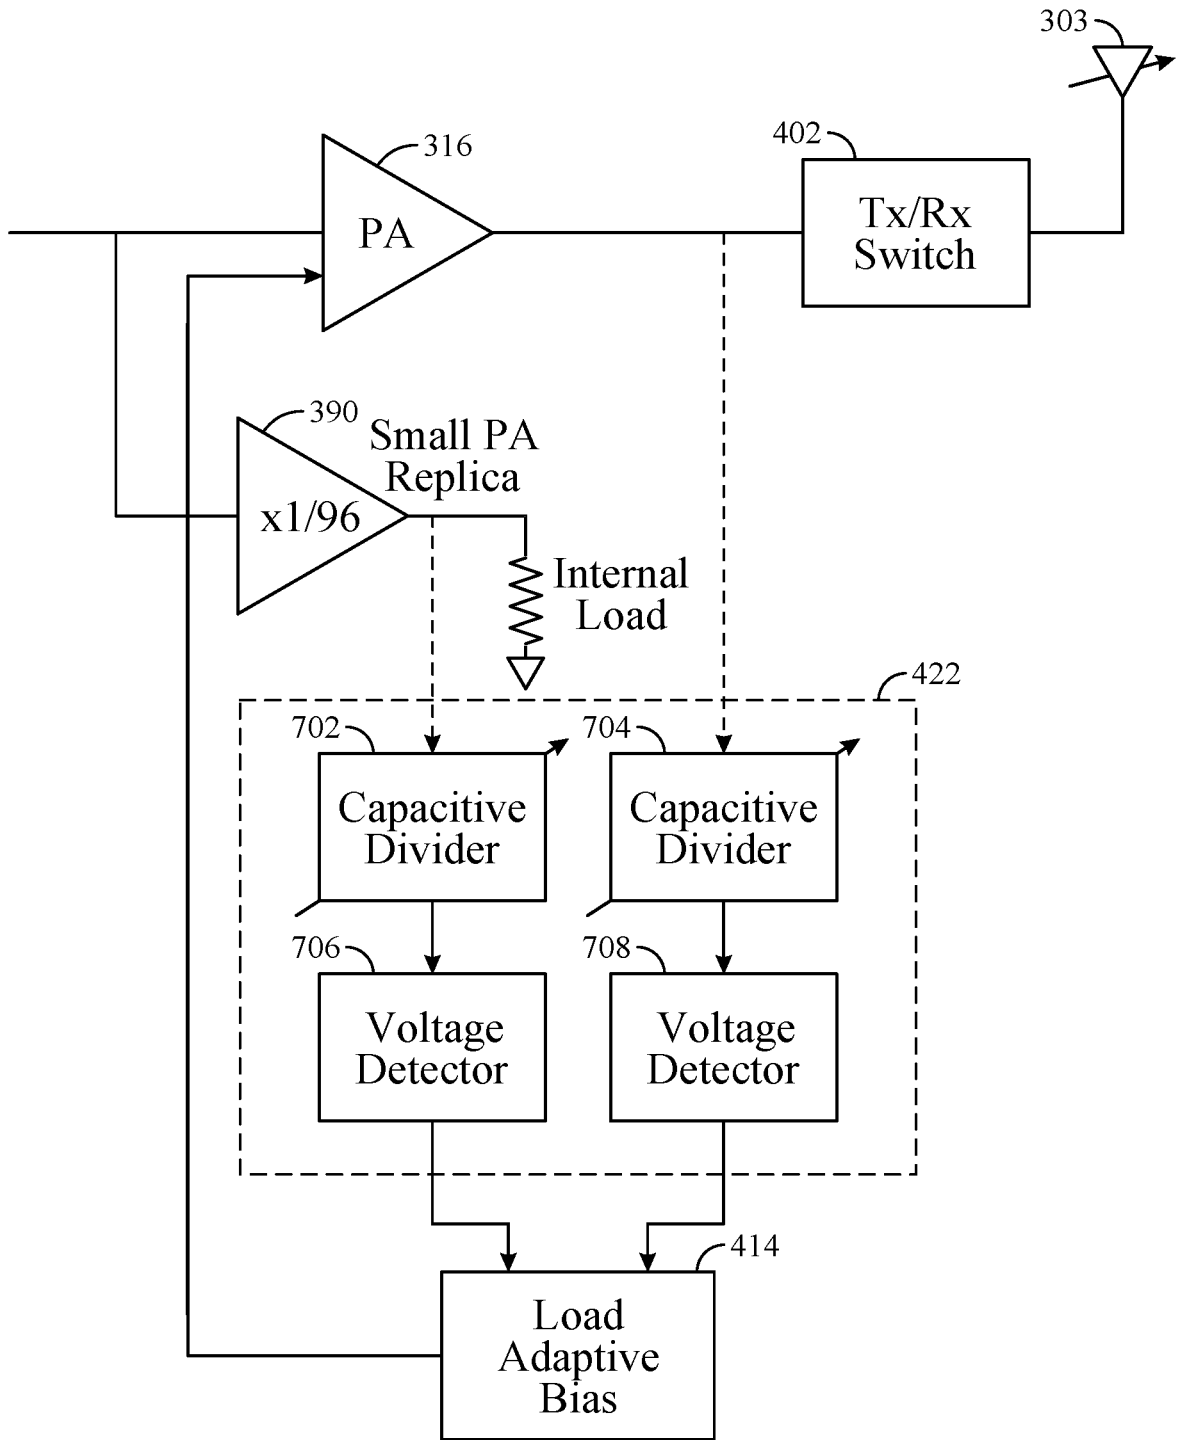 303
402
316
Tx/Rx
Switch
PA
390
Small PA
Replica
x1/96
Internal
Load
422
702
704
Capacitive
Divider
Capacitive
Divider
706
708
Voltage
Detector
Voltage
Detector
414
Load
Adaptive
Bias